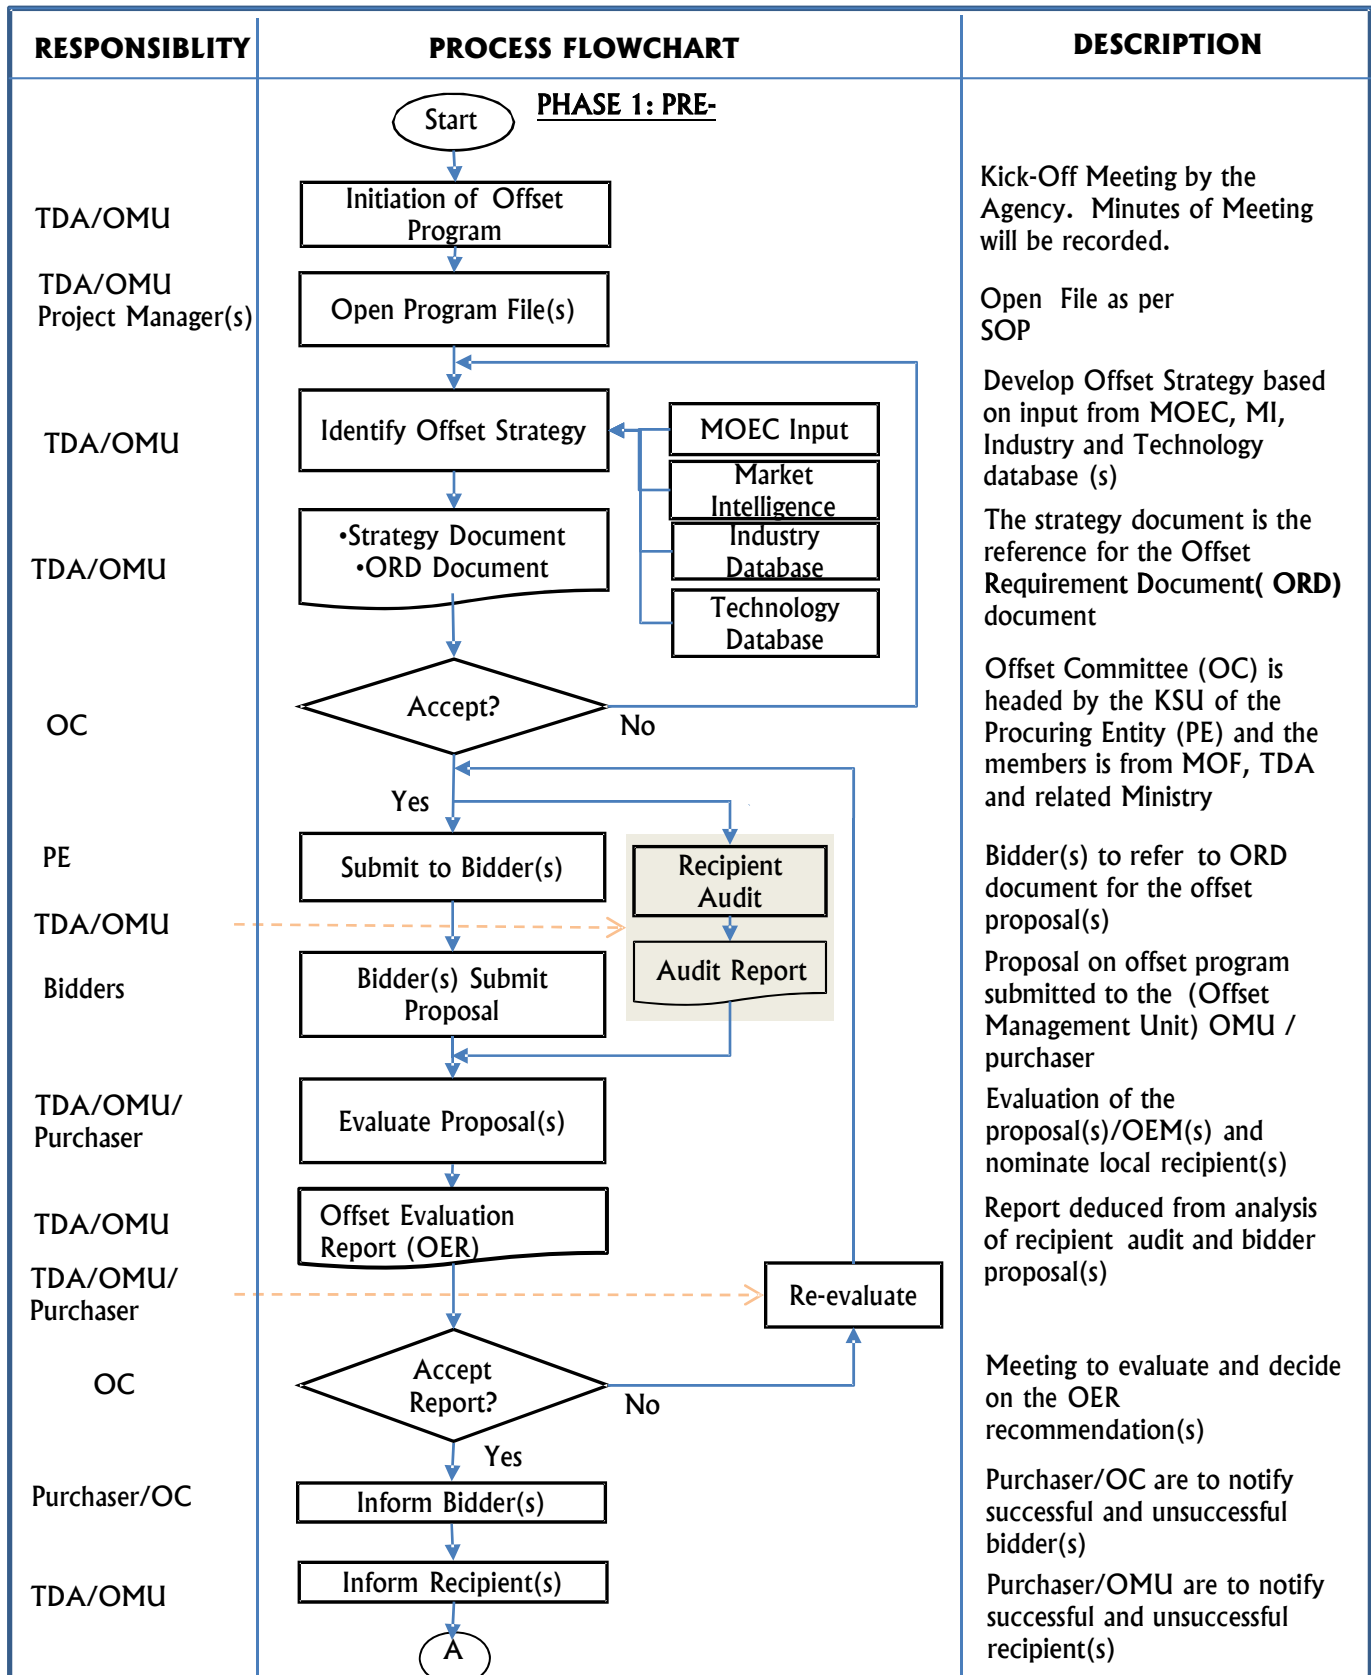 RESPONSIBLITY
PROCESS FLOWCHART
DESCRIPTION
PHASE 1: PRE-
Start
TDA/OMU
Initiation of Offset
Program
Kick-Off Meeting by the
Agency. Minutes of Meeting
will be recorded.
TDA/OMU
Project Manager(s)
Open Program File(s)
Open File as per
SOP
TDA/OMU
Identify Offset Strategy
MOEC Input
Market
Intelligence
Industry
Database
Technology
Database
Develop Offset Strategy based
on input from MOEC, MI,
Industry and Technology
database (s)
TDA/OMU
•Strategy Document
•ORD Document
The strategy document is the
reference for the Offset
Requirement Document( ORD)
document
OC
Accept?
No
Yes
Offset Committee (OC) is
headed by the KSU of the
Procuring Entity (PE) and the
members is from MOF, TDA
and related Ministry
PE
Submit to Bidder(s)
Recipient
Audit
Bidder(s) to refer to ORD
document for the offset
proposal(s)
TDA/OMU
Audit Report
Bidders
Bidder(s) Submit
Proposal
Proposal on offset program
submitted to the (Offset
Management Unit) OMU /
purchaser
TDA/OMU/
Purchaser
Evaluate Proposal(s)
Evaluation of the
proposal(s)/OEM(s) and
nominate local recipient(s)
TDA/OMU
Offset Evaluation
Report (OER)
Report deduced from analysis
of recipient audit and bidder
proposal(s)
TDA/OMU/
Purchaser
Re-evaluate
OC
Accept
Report?
No
Yes
Meeting to evaluate and decide
on the OER
recommendation(s)
Purchaser/OC
Inform Bidder(s)
Purchaser/OC are to notify
successful and unsuccessful
bidder(s)
TDA/OMU
Inform Recipient(s)
Purchaser/OMU are to notify
successful and unsuccessful
recipient(s)
A